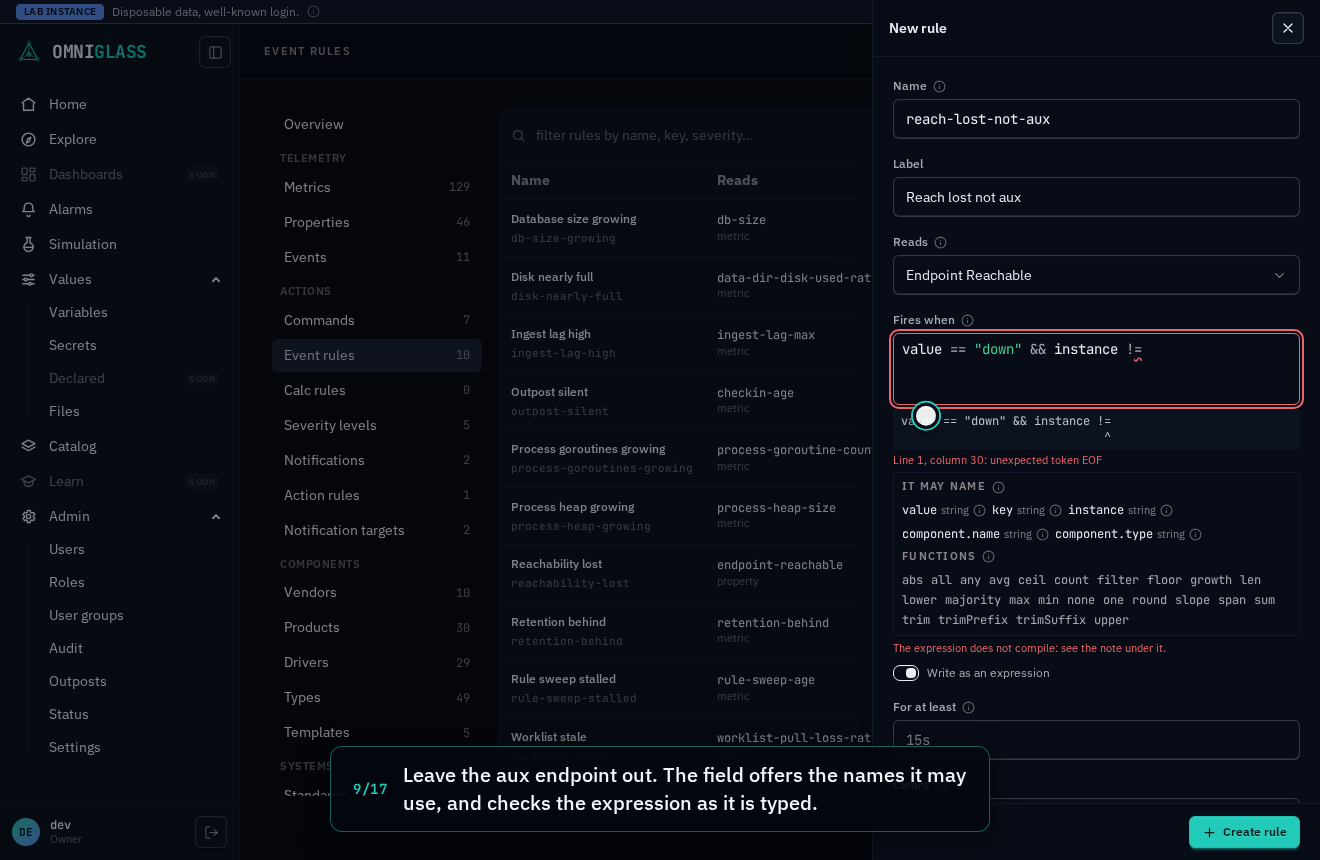 LAB INSTANCE Disposable data, well-known login.
OMNIGLASS
Home
Explore
Dashboards SOON
Alarms
Simulation
Values
Variables
Secrets
Declared SOON
Files
Catalog
Learn SOON
Admin
Users
Roles
User groups
Audit
Outposts
Status
Settings
DE dev
Owner
EVENT RULES
Overview
TELEMETRY
Metrics 129
Properties 46
Events 11
ACTIONS
Commands 7
Event rules 10
Calc rules 0
Severity levels 5
Notifications 2
Action rules 1
Notification targets 2
COMPONENTS
Vendors 10
Products 30
Drivers 29
Types 49
Templates 5
SYSTEMS
filter rules by name, key, severity...
Name Reads
Database size growing db-size
db-size-growing metric
Disk nearly full data-dir-disk-used-rat
disk-nearly-full metric
Ingest lag high ingest-lag-max
ingest-lag-high metric
Outpost silent checkin-age
outpost-silent metric
Process goroutines growing process-goroutine-coun
process-goroutines-growing metric
Process heap growing process-heap-size
process-heap-growing metric
Reachability lost endpoint-reachable
reachability-lost property
Retention behind retention-behind
retention-behind metric
Rule sweep stalled rule-sweep-age
rule-sweep-stalled metric
Worklist stale worklist-pull-loss-rat
New rule
Name
reach-lost-not-aux
Label
Reach lost not aux
Reads
Endpoint Reachable
Fires when
value == "down" && instance !=
== "down" && instance !=
^
Line 1, column 30: unexpected token EOF
IT MAY NAME
value string key string instance string
component.name string component.type string
FUNCTIONS
abs all any avg ceil count filter floor growth len
lower majority max min none one round slope span sum
trim trimPrefix trimSuffix upper
The expression does not compile: see the note under it.
Write as an expression
For at least
15s
Clears
Create rule
9/17 Leave the aux endpoint out. The field offers the names it may
use, and checks the expression as it is typed.